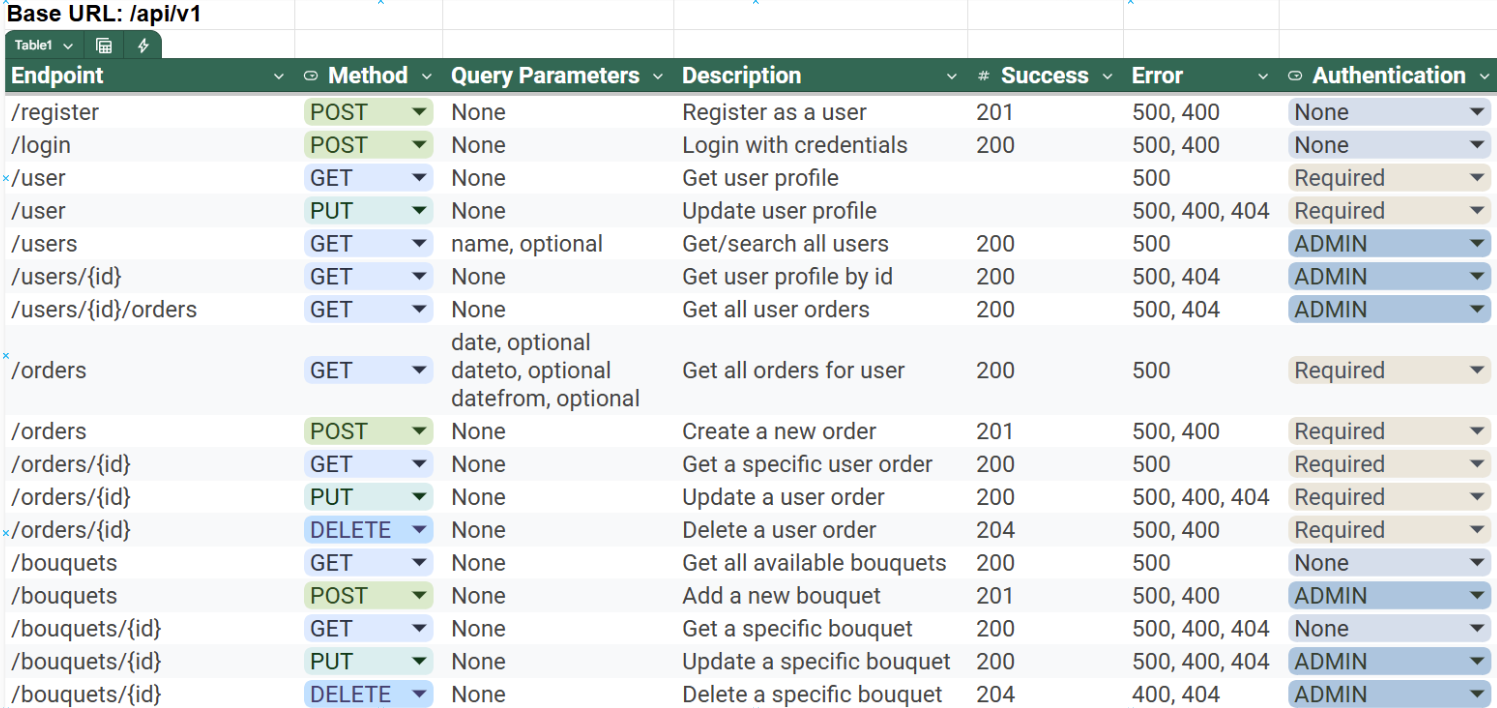 Base URL: /api/v1
Table1
Endpoint Method Query Parameters Description # Success Error Authentication
/register POST None Register as a user 201 500, 400 None
/login POST None Login with credentials 200 500, 400 None
/user GET None Get user profile 500 Required
/user PUT None Update user profile 500, 400, 404 Required
/users GET name, optional Get/search all users 200 500 ADMIN
/users/{id} GET None Get user profile by id 200 500, 404 ADMIN
/users/{id}/orders GET None Get all user orders 200 500, 404 ADMIN
date, optional
/orders GET dateto, optional Get all orders for user 200 500 Required
datefrom, optional
/orders POST None Create a new order 201 500, 400 Required
/orders/{id} GET None Get a specific user order 200 500 Required
/orders/{id} PUT None Update a user order 200 500, 400, 404 Required
/orders/{id} DELETE None Delete a user order 204 500, 400 Required
/bouquets GET None Get all available bouquets 200 500 None
/bouquets POST None Add a new bouquet 201 500, 400 ADMIN
/bouquets/{id} GET None Get a specific bouquet 200 500, 400, 404 None
/bouquets/{id} PUT None Update a specific bouquet 200 500, 400, 404 ADMIN
/bouquets/{id} DELETE None Delete a specific bouquet 204 400, 404 ADMIN